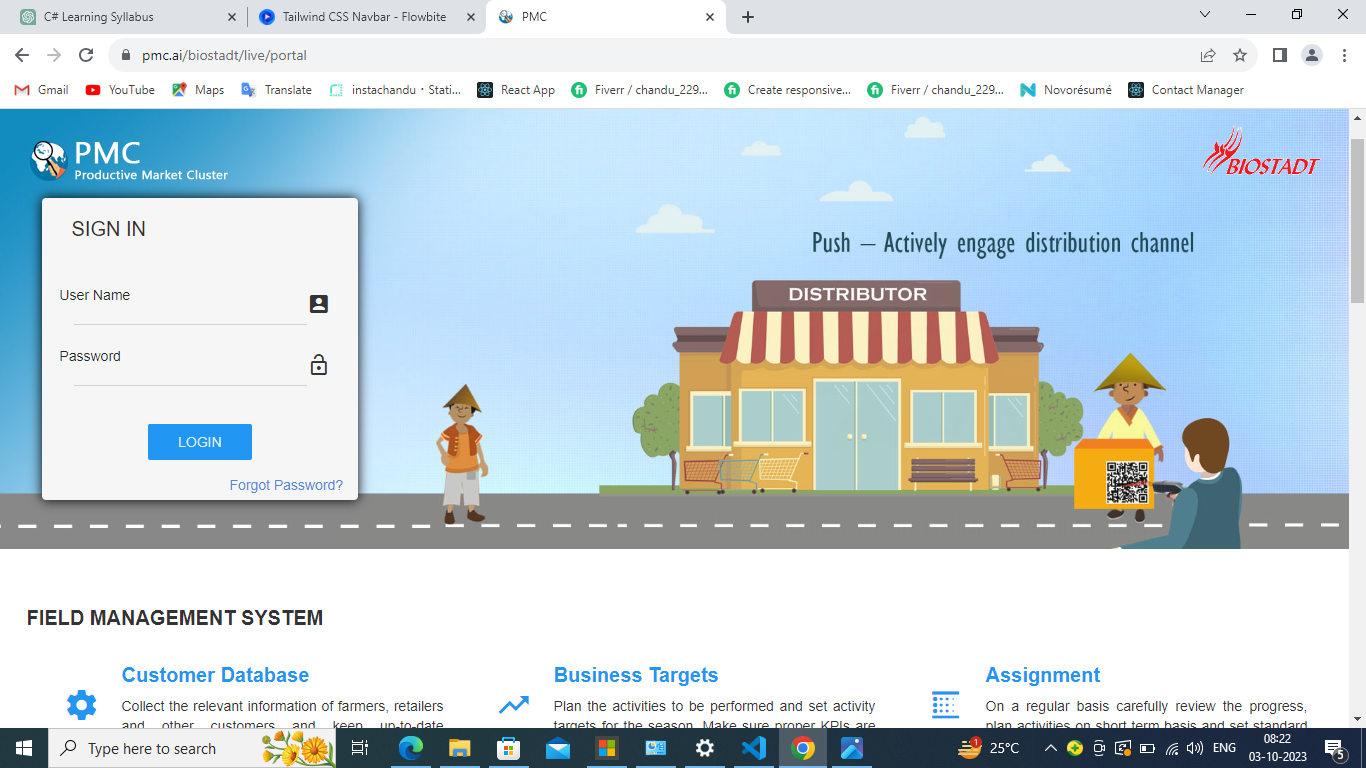 C# Learning Syllabus
Tailwind CSS Navbar - Flowbite
PMC
pmc.ai/biostadt/live/portal
Gmail
YouTube
Maps
Translate
instachandu • Stati...
React App
Fiverr / chandu_229...
Create responsive...
Fiverr / chandu_229...
Novorésumé
Contact Manager
PMC
Productive Market Cluster
BIOSTADT
SIGN IN
User Name
Password
LOGIN
Forgot Password?
Push – Actively engage distribution channel
DISTRIBUTOR
FIELD MANAGEMENT SYSTEM
Customer Database
Collect the relevant information of farmers, retailers
and other customers and keep up-to-date
Business Targets
Plan the activities to be performed and set activity
targets for the season. Make sure proper KPIs are
Assignment
On a regular basis carefully review the progress,
plan activities on short term basis and set standard
Type here to search
1
25°C
ENG
08:22
03-10-2023
5